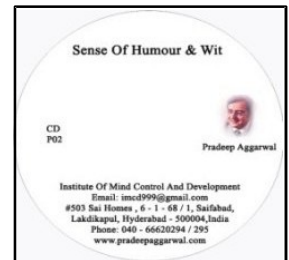 Sense Of Humour & Wit
CD
P02
Pradeep Aggarwal
Institute Of Mind Control And Development
Email: imcd999@gmail.com
#503 Sai Homes , 6 - 1 - 68 / 1, Saifabad,
Lakdikapul, Hyderabad - 500004,India
Phone: 040 - 66620294 / 295
www.pradeepaggarwal.com